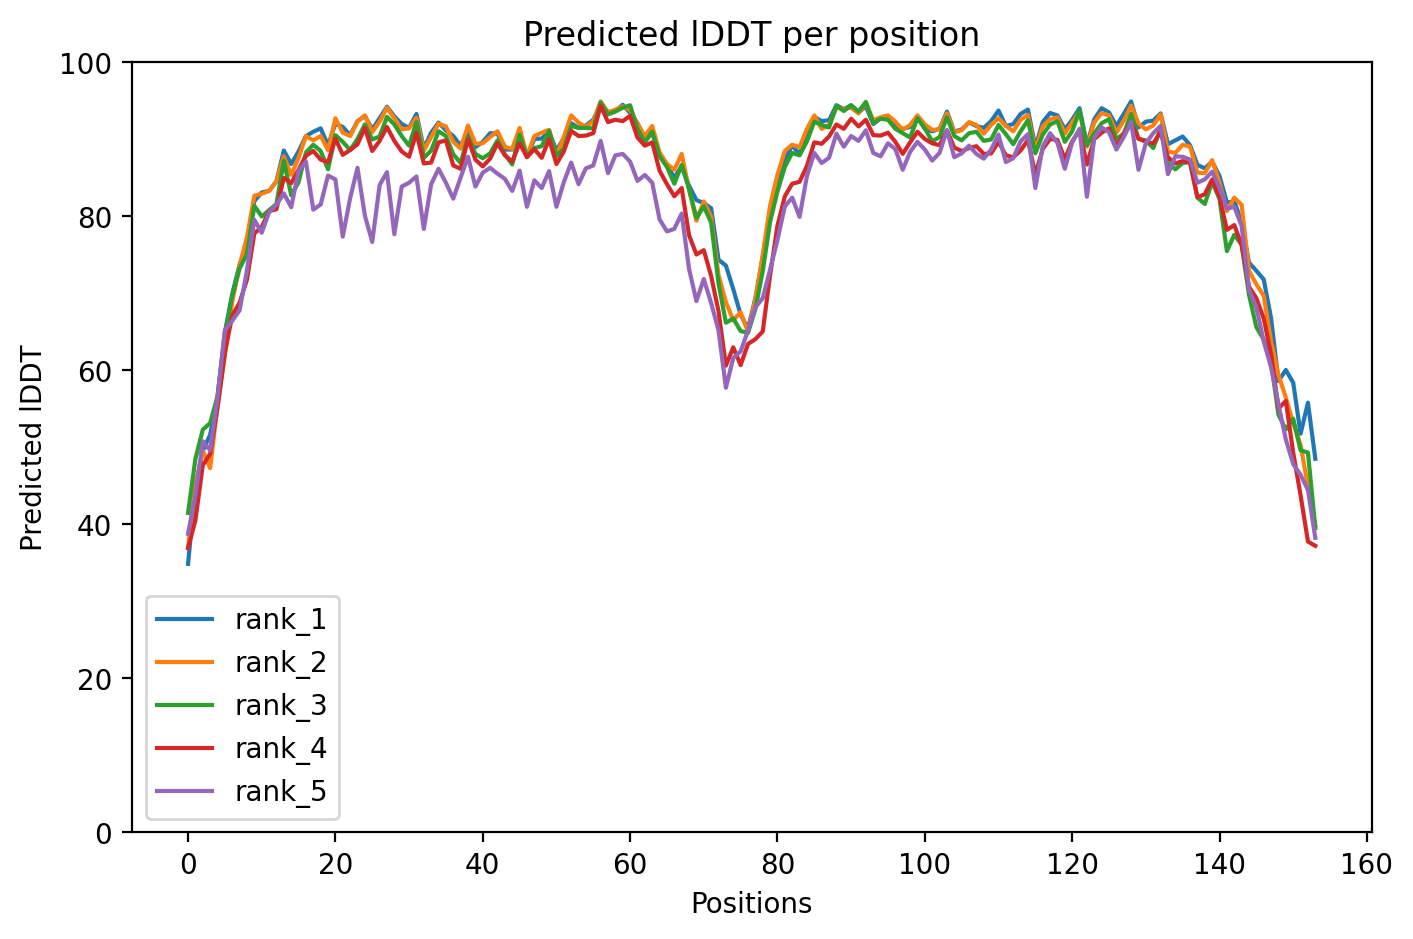 Predicted lDDT per position
100
80
60
40
20
0
Predicted lDDT
rank_1
rank_2
rank_3
rank_4
rank_5
0 20 40 60 80 100 120 140 160
Positions